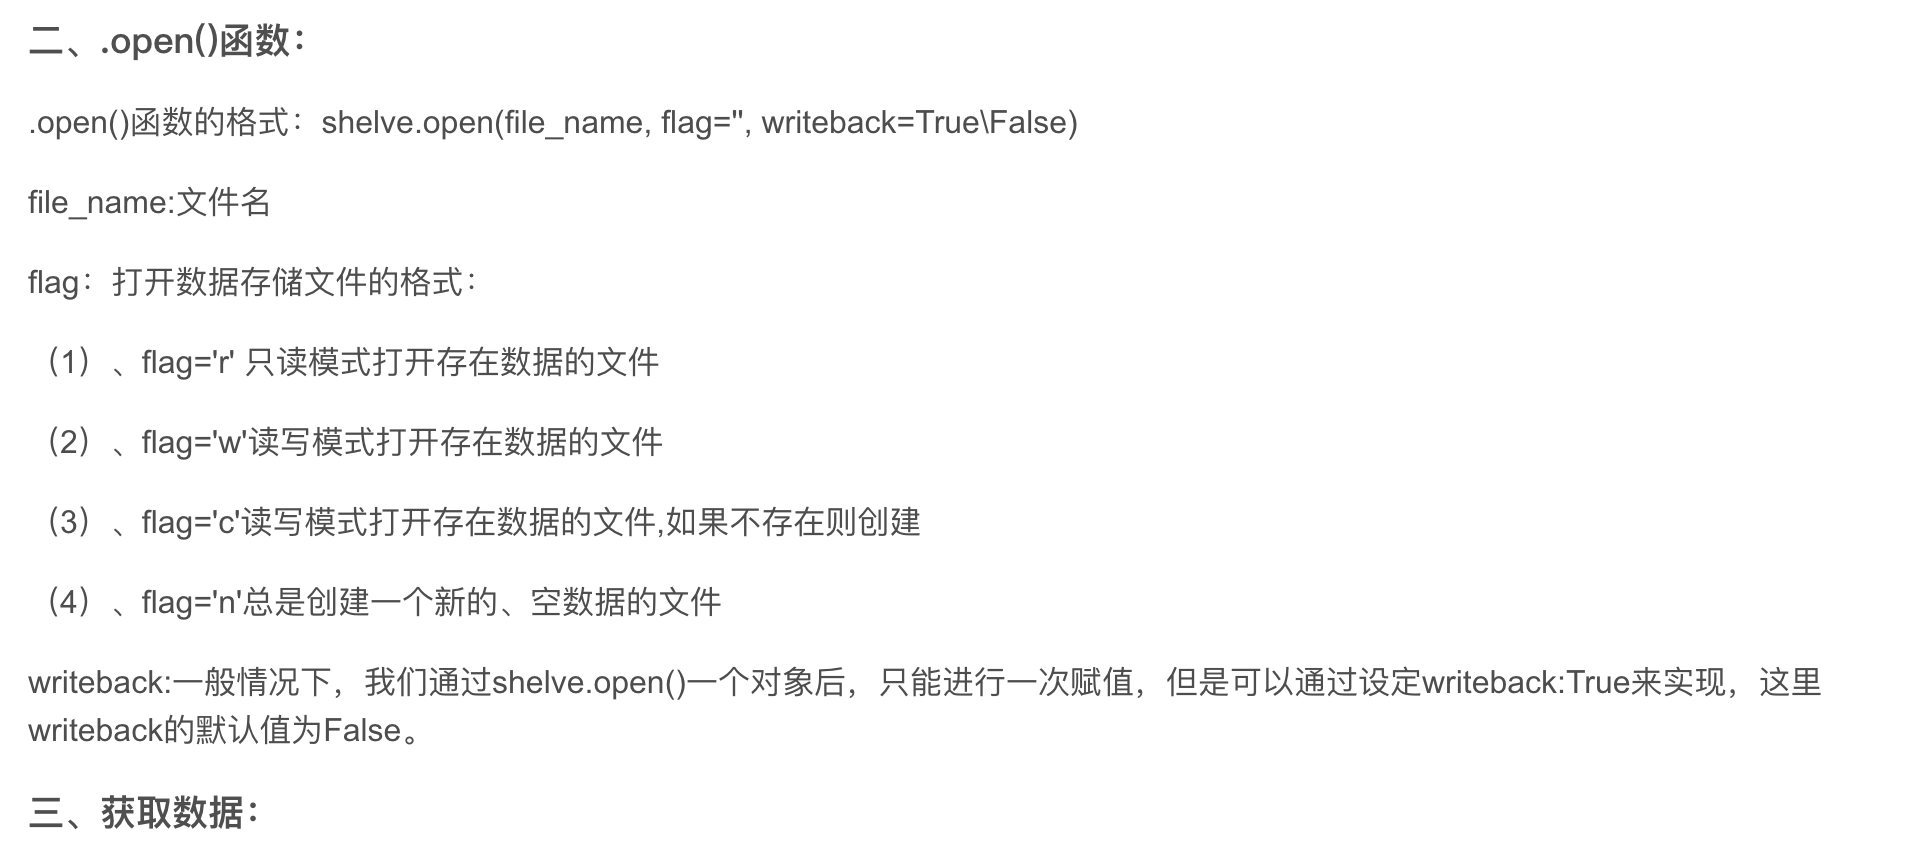 二、.open()函数：
.open()函数的格式：shelve.open(file_name, flag='', writeback=True\False)
file_name:文件名
flag：打开数据存储文件的格式：
（1）、flag='r' 只读模式打开存在数据的文件
（2）、flag='w'读写模式打开存在数据的文件
（3）、flag='c'读写模式打开存在数据的文件,如果不存在则创建
（4）、flag='n'总是创建一个新的、空数据的文件
writeback:一般情况下，我们通过shelve.open()一个对象后，只能进行一次赋值，但是可以通过设定writeback:True来实现，这里
writeback的默认值为False。
三、获取数据：